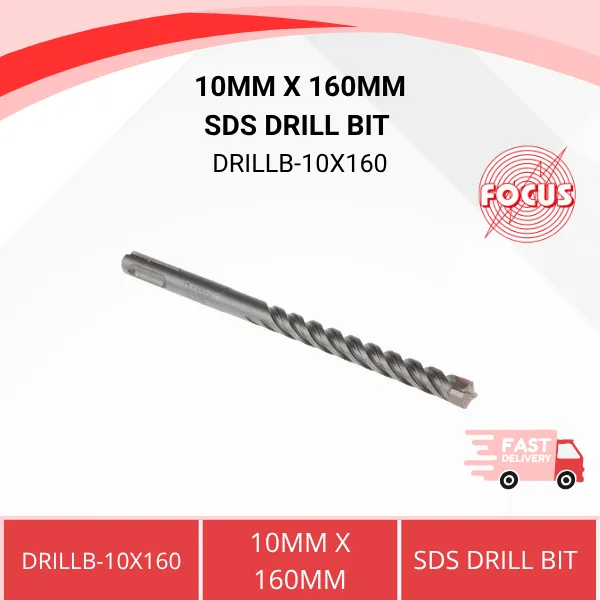 10MM X 160MM
SDS DRILL BIT
DRILLB-10X160
FOCUS
FAST
DELIVERY
DRILLB-10X160
10MM X
160MM
SDS DRILL BIT